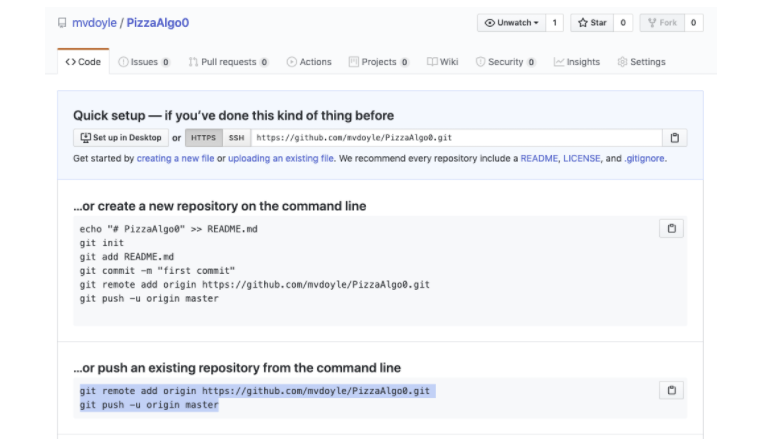 mvdoyle / PizzaAlgo0
Unwatch 1 Star 0 Fork 0
<> Code Issues 0 Pull requests 0 Actions Projects 0 Wiki Security 0 Insights Settings
Quick setup — if you've done this kind of thing before
Set up in Desktop or HTTPS SSH https://github.com/mvdoyle/PizzaAlgo0.git
Get started by creating a new file or uploading an existing file. We recommend every repository include a README, LICENSE, and .gitignore.
…or create a new repository on the command line
echo "# PizzaAlgo0" >> README.md
git init
git add README.md
git commit -m "first commit"
git remote add origin https://github.com/mvdoyle/PizzaAlgo0.git
git push -u origin master
…or push an existing repository from the command line
git remote add origin https://github.com/mvdoyle/PizzaAlgo0.git
git push -u origin master